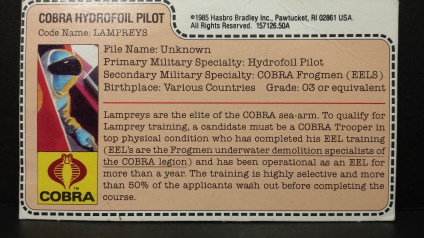 COBRA HYDROFOIL PILOT
Code Name: LAMPREYS
©1985 Hasbro Bradley Inc., Pawtucket, RI 02861 USA.
All Rights Reserved. 157126.50A
File Name: Unknown
Primary Military Specialty: Hydrofoil Pilot
Secondary Military Specialty: COBRA Frogmen (EELS)
Birthplace: Various Countries Grade: O3 or equivalent
Lampreys are the elite of the COBRA sea-arm. To qualify for
Lamprey training, a candidate must be a COBRA Trooper in
top physical condition who has completed his EEL training
(EEL's are the Frogmen underwater demolition specialists of
the COBRA legion) and has been operational as an EEL for
more than a year. The training is highly selective and more
than 50% of the applicants wash out before completing the
course.
COBRA
TM